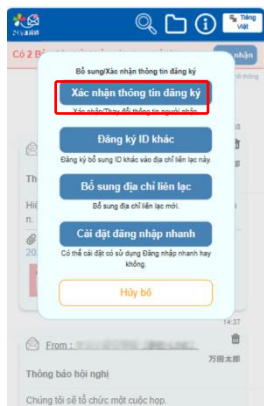 Tiếng
Việt
Có 2 B
nhận
Bổ sung/Xác nhận thông tin đăng ký
Xác nhận thông tin đăng ký
Xác nhận/Thay đổi thông tin người nhận.
Đăng ký ID khác
Đăng ký bổ sung ID khác vào địa chỉ liên lạc này.
Bổ sung địa chỉ liên lạc
Bổ sung địa chỉ liên lạc mới.
Th
Hiể
n.
20
Cài đặt đăng nhập nhanh
Có thể cài đặt có sử dụng Đăng nhập nhanh hay
không.
Hủy bỏ
14:37
From :
万田太郎
Thông báo hội nghị
Chúng tôi sẽ tổ chức một cuộc họp.